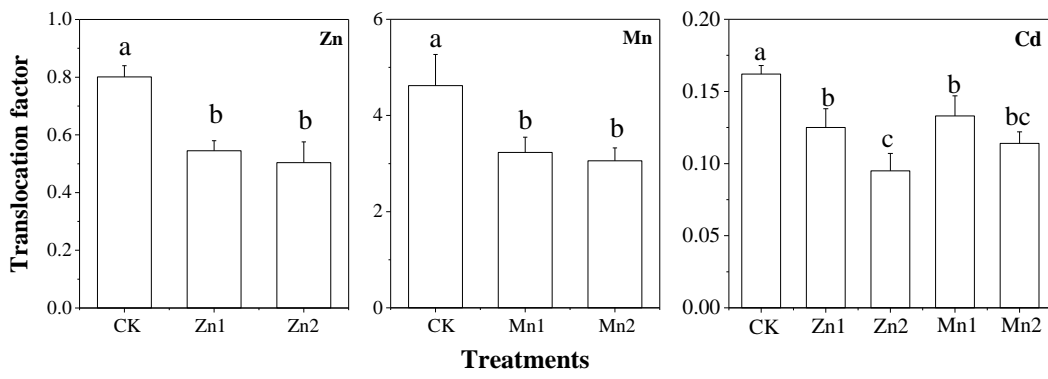 Translocation factor
1.0
0.8
0.6
0.4
0.2
0.0
Zn
a
b
b
CK
Zn1
Zn2
6
4
2
0
Mn
a
b
b
CK
Mn1
Mn2
0.20
0.15
0.10
0.05
0.00
Cd
a
b
c
b
bc
CK
Zn1
Zn2
Mn1
Mn2
Treatments